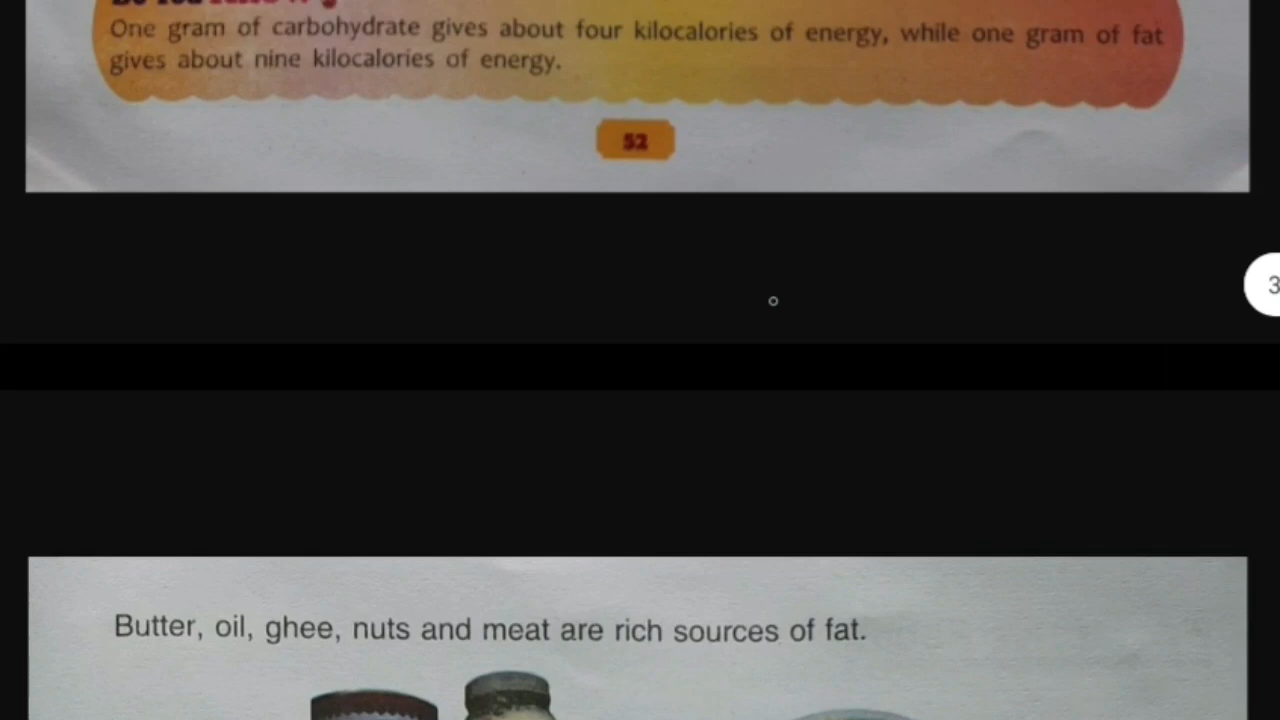 One gram of carbohydrate gives about four kilocalories of energy, while one gram of fat
gives about nine kilocalories of energy.
52
3
Butter, oil, ghee, nuts and meat are rich sources of fat.